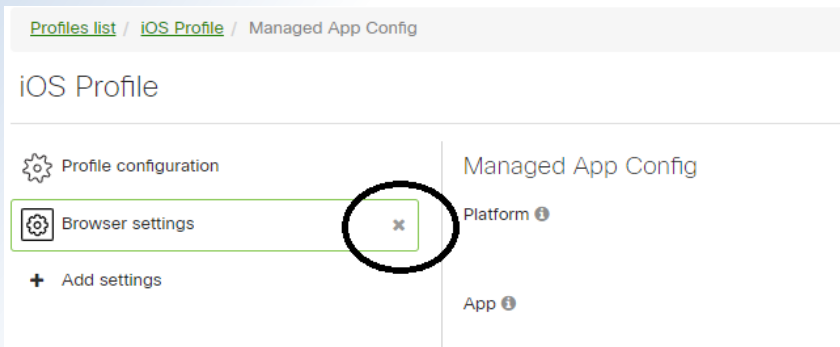 Profiles list / iOS Profile / Managed App Config
iOS Profile
Profile configuration
Browser settings
Add settings
Managed App Config
Platform
App